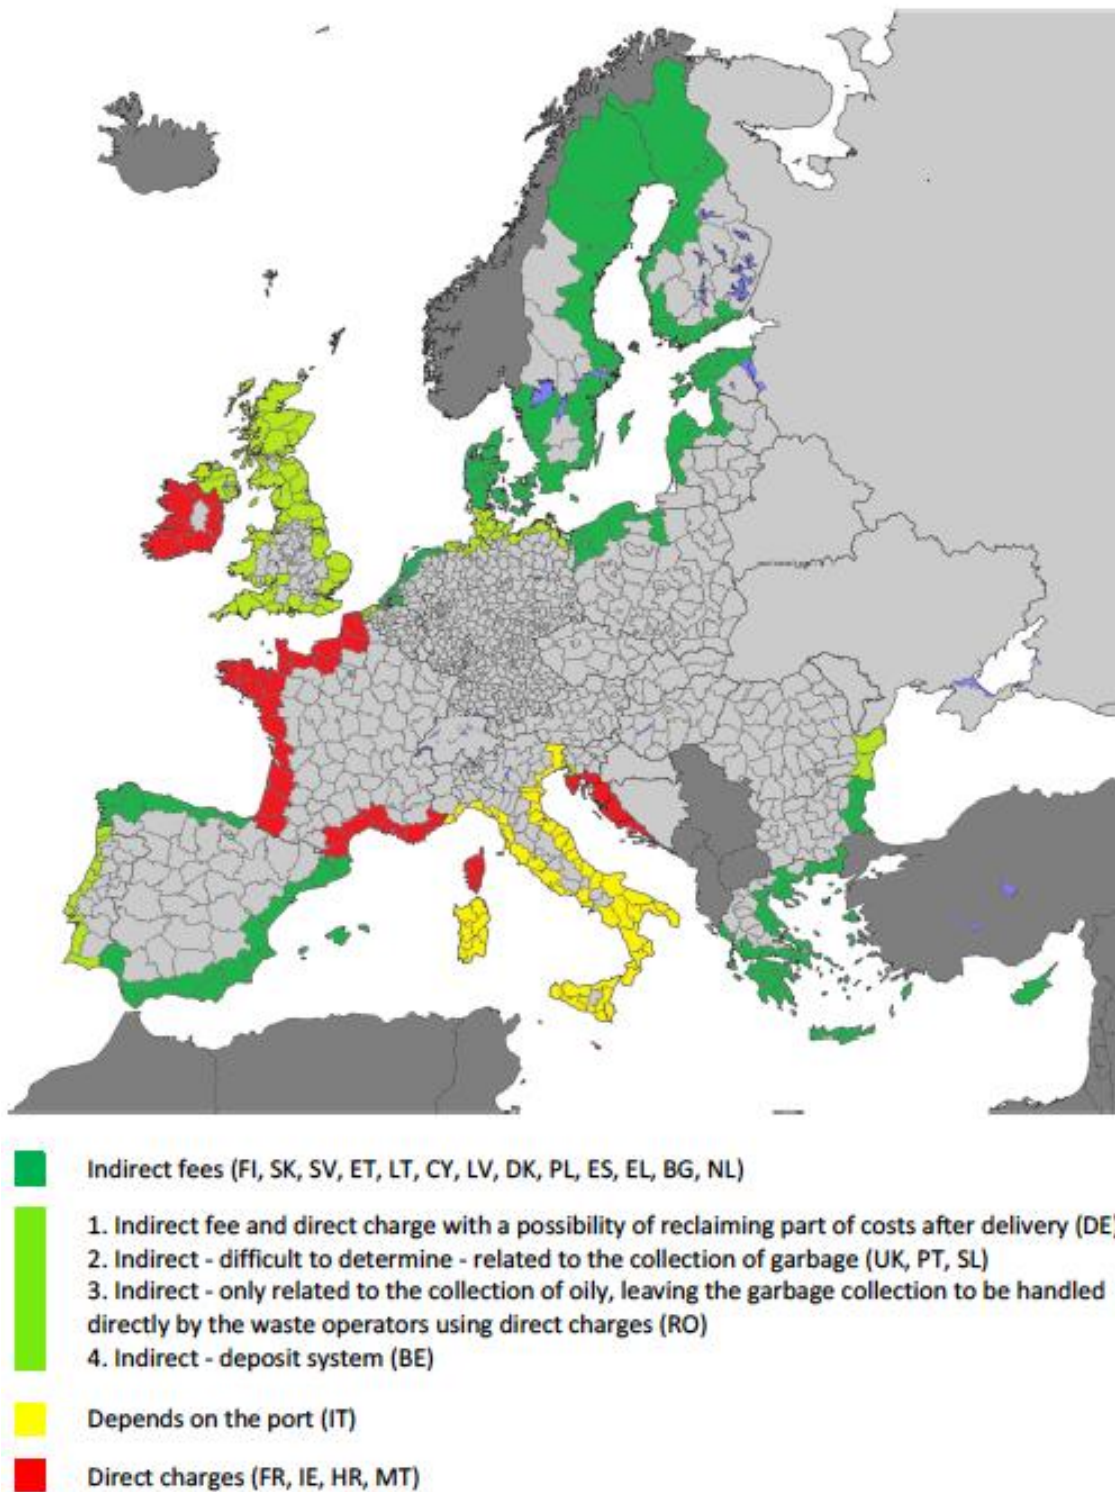 Indirect fees (FI, SK, SV, ET, LT, CY, LV, DK, PL, ES, EL, BG, NL)
1. Indirect fee and direct charge with a possibility of reclaiming part of costs after delivery (DE)
2. Indirect - difficult to determine - related to the collection of garbage (UK, PT, SL)
3. Indirect - only related to the collection of oily, leaving the garbage collection to be handled
directly by the waste operators using direct charges (RO)
4. Indirect - deposit system (BE)
Depends on the port (IT)
Direct charges (FR, IE, HR, MT)